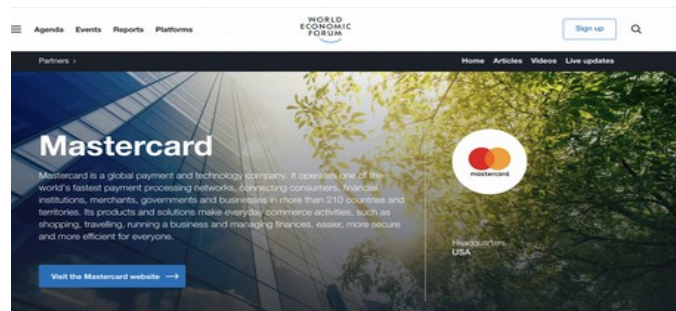 Agenda Events Reports Platforms
WORLD
ECONOMIC
FORUM
Sign up
Partners >
Home Articles Videos Live updates
Mastercard
Mastercard is a global payment and technology company. It operates one of the
world's fastest payment processing networks, connecting consumers, financial
institutions, merchants, governments and businesses in more than 210 countries and
territories. Its products and solutions make everyday commerce activities, such as
shopping, travelling, running a business and managing finances, easier, more secure
and more efficient for everyone.
mastercard
Headquarters
USA
Visit the Mastercard website →